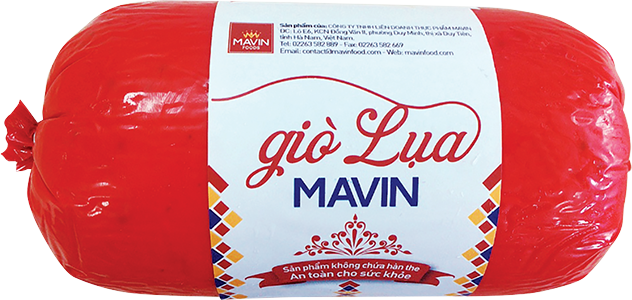 MAVIN
FOODS
Sản phẩm của: CÔNG TY TNHH LIÊN DOANH THỰC PHẨM MAVIN
ĐC: Lô E6, KCN Đồng Văn II, phường Duy Minh, thị xã Duy Tiên,
tỉnh Hà Nam, Việt Nam.
Tel: 02263 582 889 - Fax: 02263 582 669
Email: contact@mavinfood.com - Web: mavinfood.com
giò Lụa
MAVIN
Sản phẩm không chứa hàn the
An toàn cho sức khỏe